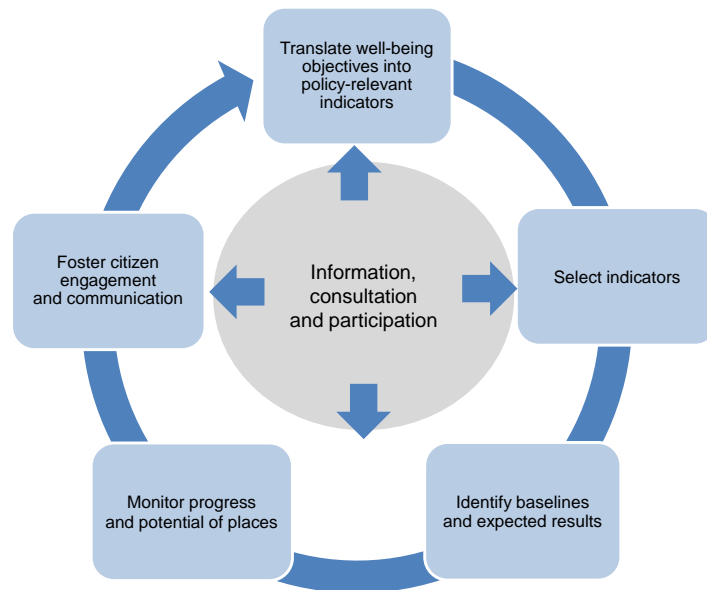 Translate well-being
objectives into
policy-relevant
indicators
Foster citizen
engagement
and communication
Information,
consultation
and participation
Select indicators
Monitor progress
and potential of places
Identify baselines
and expected results